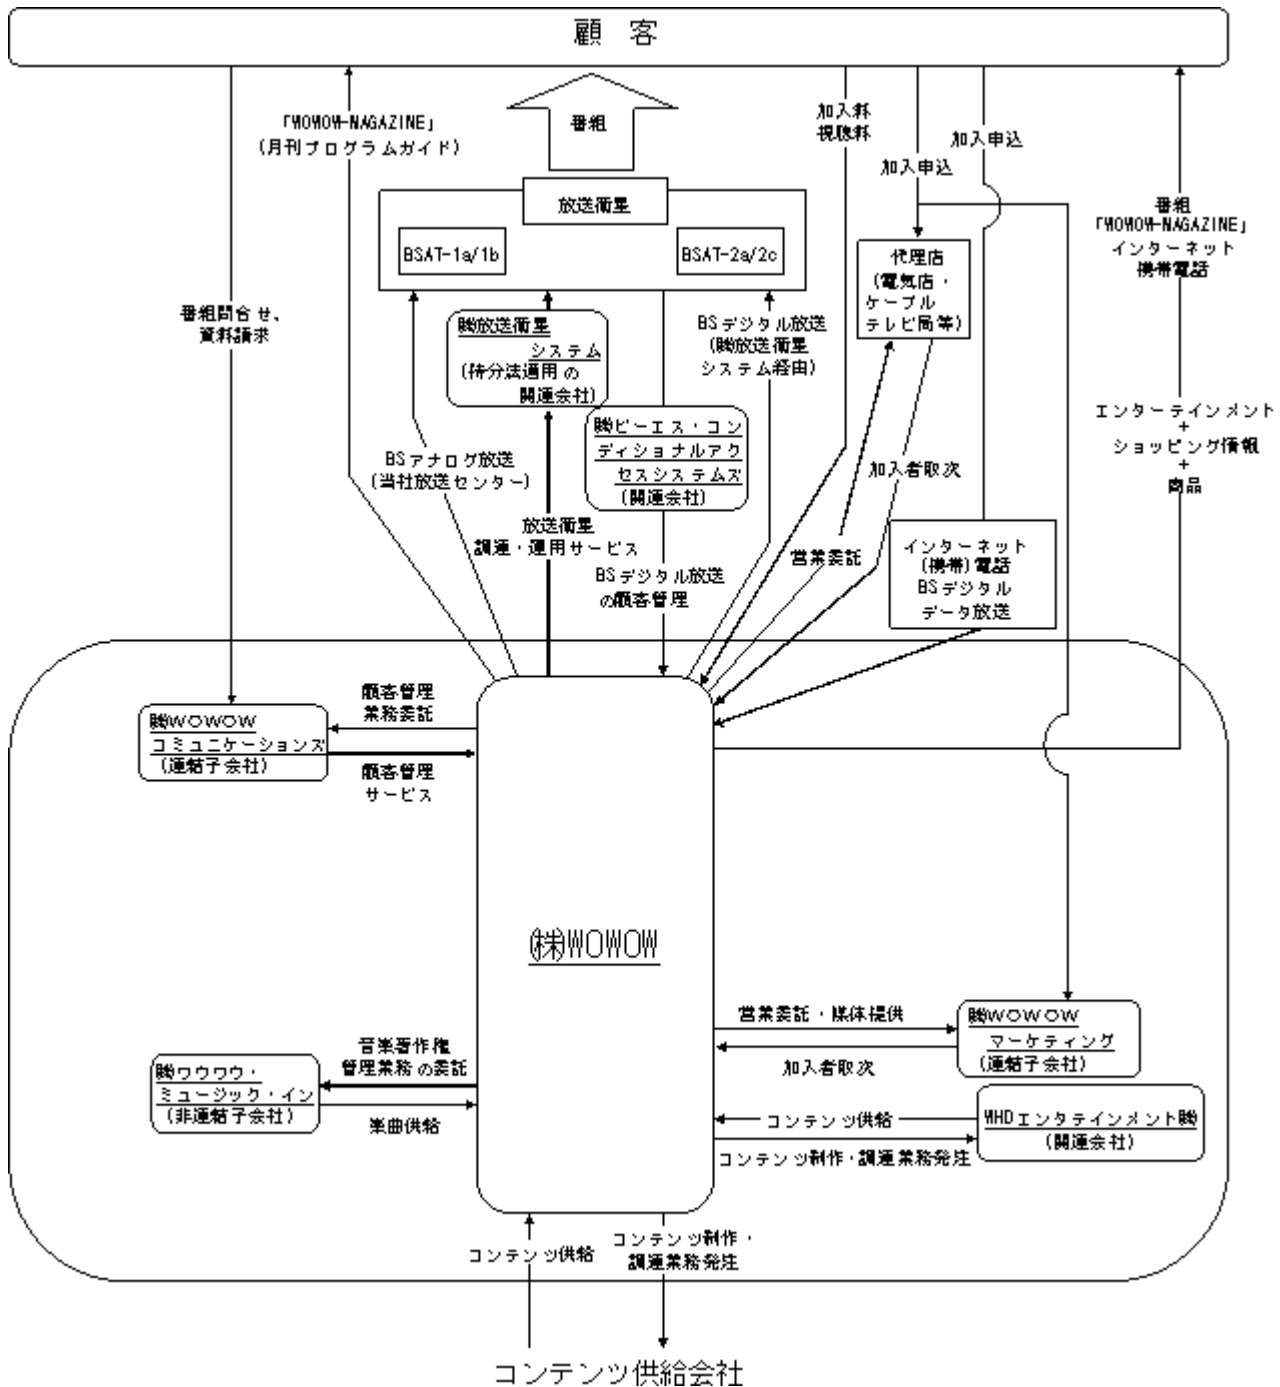 顧 客
「WOWOW-MAGAZINE」
(月刊プログラムガイド)
番組
加入料
視聴料
加入申込
加入申込
放送衛星
BSAT-1a/1b
BSAT-2a/2c
代理店
(電気店・
ケーブル
テレビ局等)
番組
「WOWOW-MAGAZINE」
インターネット
携帯電話
番組問合せ、
資料請求
㈱放送衛星
システム
(持分法適用の
関連会社)
BSデジタル放送
(㈱放送衛星
システム経由)
㈱ビーエス・コン
ディショナルアク
セスシステムズ
(関連会社)
エンターテインメント
+
ショッピング情報
+
商品
BSアナログ放送
(当社放送センター)
加入者取次
放送衛星
調達・運用サービス
営業委託
インターネット
(携帯)電話
BSデジタル
データ放送
BSデジタル放送
の顧客管理
顧客管理
業務委託
㈱WOWOW
コミュニケーションズ
(連結子会社)
顧客管理
サービス
㈱WOWOW
営業委託・媒体提供
㈱WOWOW
マーケティング
(連結子会社)
加入者取次
音楽著作権
管理業務の委託
㈱ワウワウ・
ミュージック・イン
(非連結子会社)
楽曲供給
コンテンツ供給
WHDエンタテインメント㈱
(関連会社)
コンテンツ制作・調達業務発注
コンテンツ供給
コンテンツ制作・
調達業務発注
コンテンツ供給会社